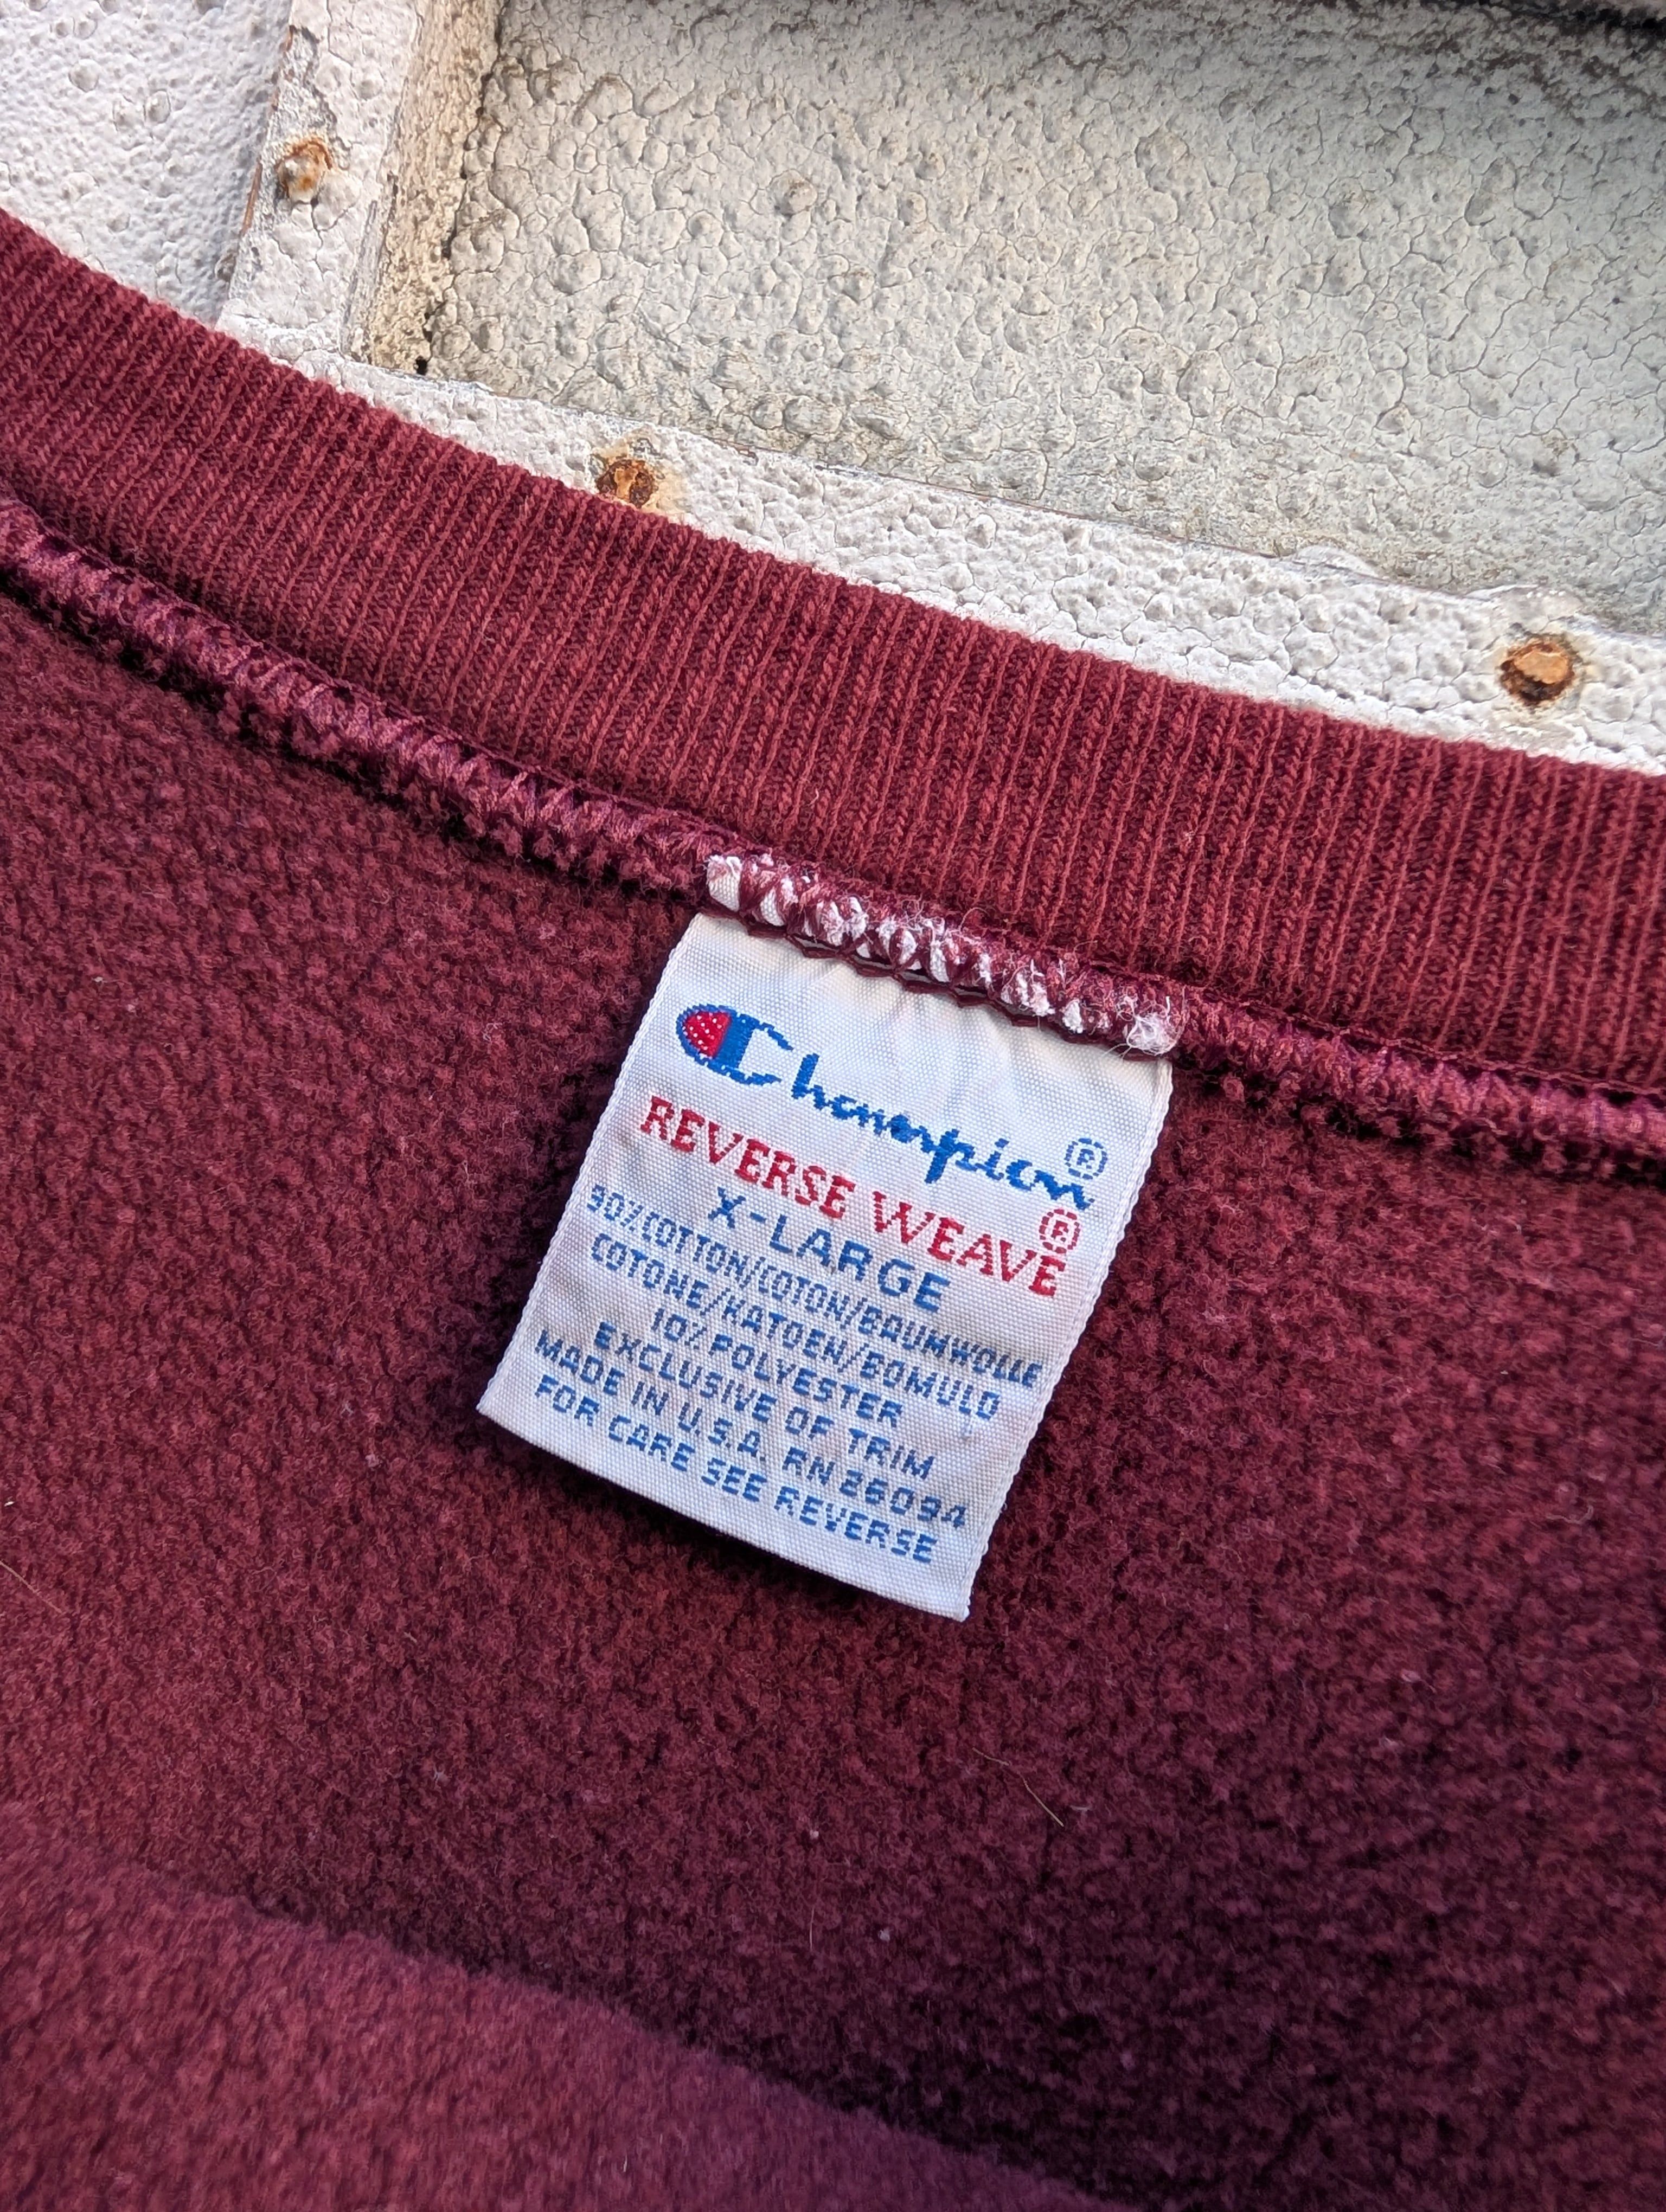 Champion®
REVERSE WEAVE®
X-LARGE
90% COTTON/COTON/BAUMWOLLE
COTONE/KATOEN/BOMULD
10% POLYESTER
EXCLUSIVE OF TRIM
MADE IN U.S.A. RN 26094
FOR CARE SEE REVERSE